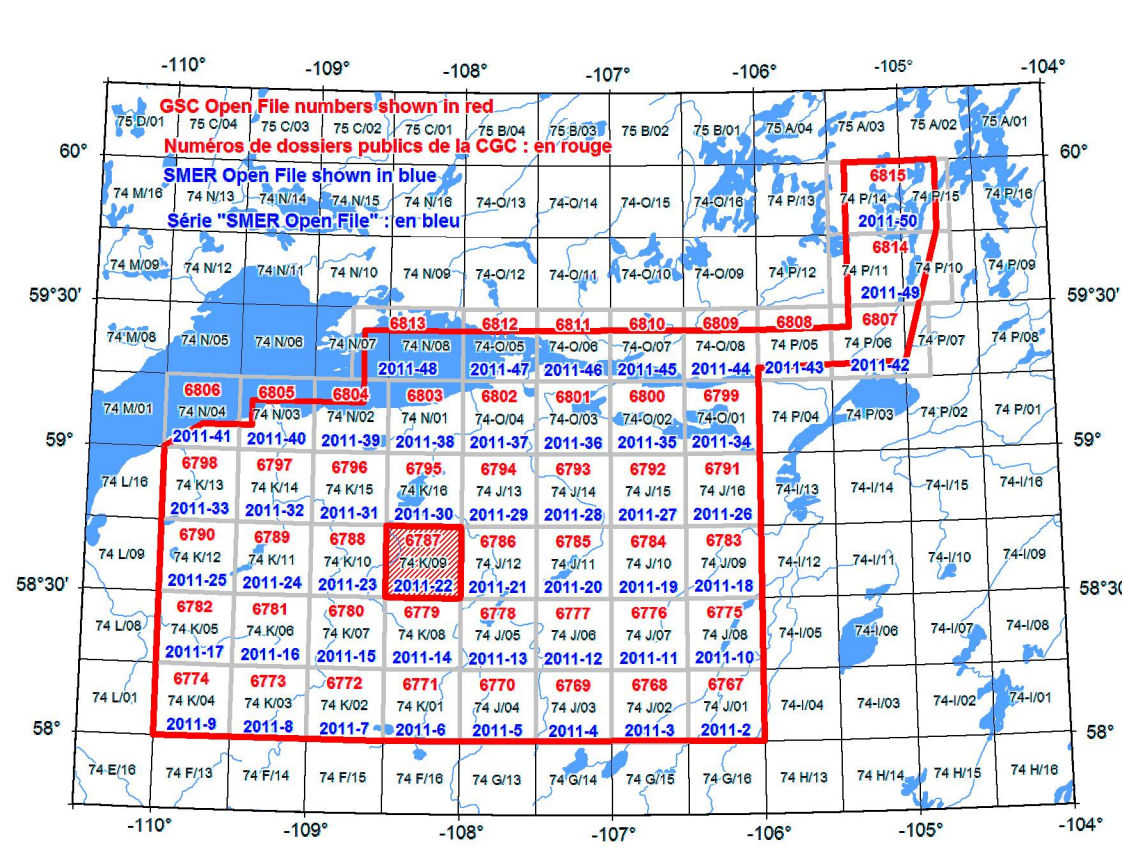 -110° -109° -108° -107° -106° -105° -104°
GSC Open File numbers shown in red
75 D/01 75 C/04 75 C/03 75 C/02 75 C/01 75 B/04 75 B/03 75 B/02 75 B/01 75 A/04 75 A/03 75 A/02 75 A/01
Numéros de dossiers publics de la CGC : en rouge
60° 60°
SMER Open File shown in blue
6815
74 M/16 74 N/13 74 N/14 74 N/15 74 N/16 74-O/13 74-O/14 74-O/15 74-O/16 74 P/13 74 P/14 74 P/15 74 P/16
Série "SMER Open File" : en bleu
2011-50
6814
74 M/09 74 N/12 74 N/11 74 N/10 74 N/09 74-O/12 74-O/11 74-O/10 74-O/09 74 P/12 74 P/11 74 P/10 74 P/09
2011-49
59°30' 59°30'
6813 6812 6811 6810 6809 6808 6807
74 M/08 74 N/05 74 N/06 74 N/07 74 N/08 74-O/05 74-O/06 74-O/07 74-O/08 74 P/05 74 P/06 74 P/07 74 P/08
2011-48 2011-47 2011-46 2011-45 2011-44 2011-43 2011-42
6806 6805 6804 6803 6802 6801 6800 6799
74 M/01 74 N/04 74 N/03 74 N/02 74 N/01 74-O/04 74-O/03 74-O/02 74-O/01 74 P/04 74 P/03 74 P/02 74 P/01
2011-41 2011-40 2011-39 2011-38 2011-37 2011-36 2011-35 2011-34
59° 59°
6798 6797 6796 6795 6794 6793 6792 6791
74 L/16 74 K/13 74 K/14 74 K/15 74 K/16 74 J/13 74 J/14 74 J/15 74 J/16 74-I/13 74-I/14 74-I/15 74-I/16
2011-33 2011-32 2011-31 2011-30 2011-29 2011-28 2011-27 2011-26
6790 6789 6788 6787 6786 6785 6784 6783
74 L/09 74 K/12 74 K/11 74 K/10 74 K/09 74 J/12 74 J/11 74 J/10 74 J/09 74-I/12 74-I/11 74-I/10 74-I/09
2011-25 2011-24 2011-23 2011-22 2011-21 2011-20 2011-19 2011-18
58°30' 58°30'
6782 6781 6780 6779 6778 6777 6776 6775
74 L/08 74 K/05 74 K/06 74 K/07 74 K/08 74 J/05 74 J/06 74 J/07 74 J/08 74-I/05 74-I/06 74-I/07 74-I/08
2011-17 2011-16 2011-15 2011-14 2011-13 2011-12 2011-11 2011-10
6774 6773 6772 6771 6770 6769 6768 6767
74 L/01 74 K/04 74 K/03 74 K/02 74 K/01 74 J/04 74 J/03 74 J/02 74 J/01 74-I/04 74-I/03 74-I/02 74-I/01
2011-9 2011-8 2011-7 2011-6 2011-5 2011-4 2011-3 2011-2
58° 58°
74 E/16 74 F/13 74 F/14 74 F/15 74 F/16 74 G/13 74 G/14 74 G/15 74 G/16 74 H/13 74 H/14 74 H/15 74 H/16
-110° -109° -108° -107° -106° -105° -104°